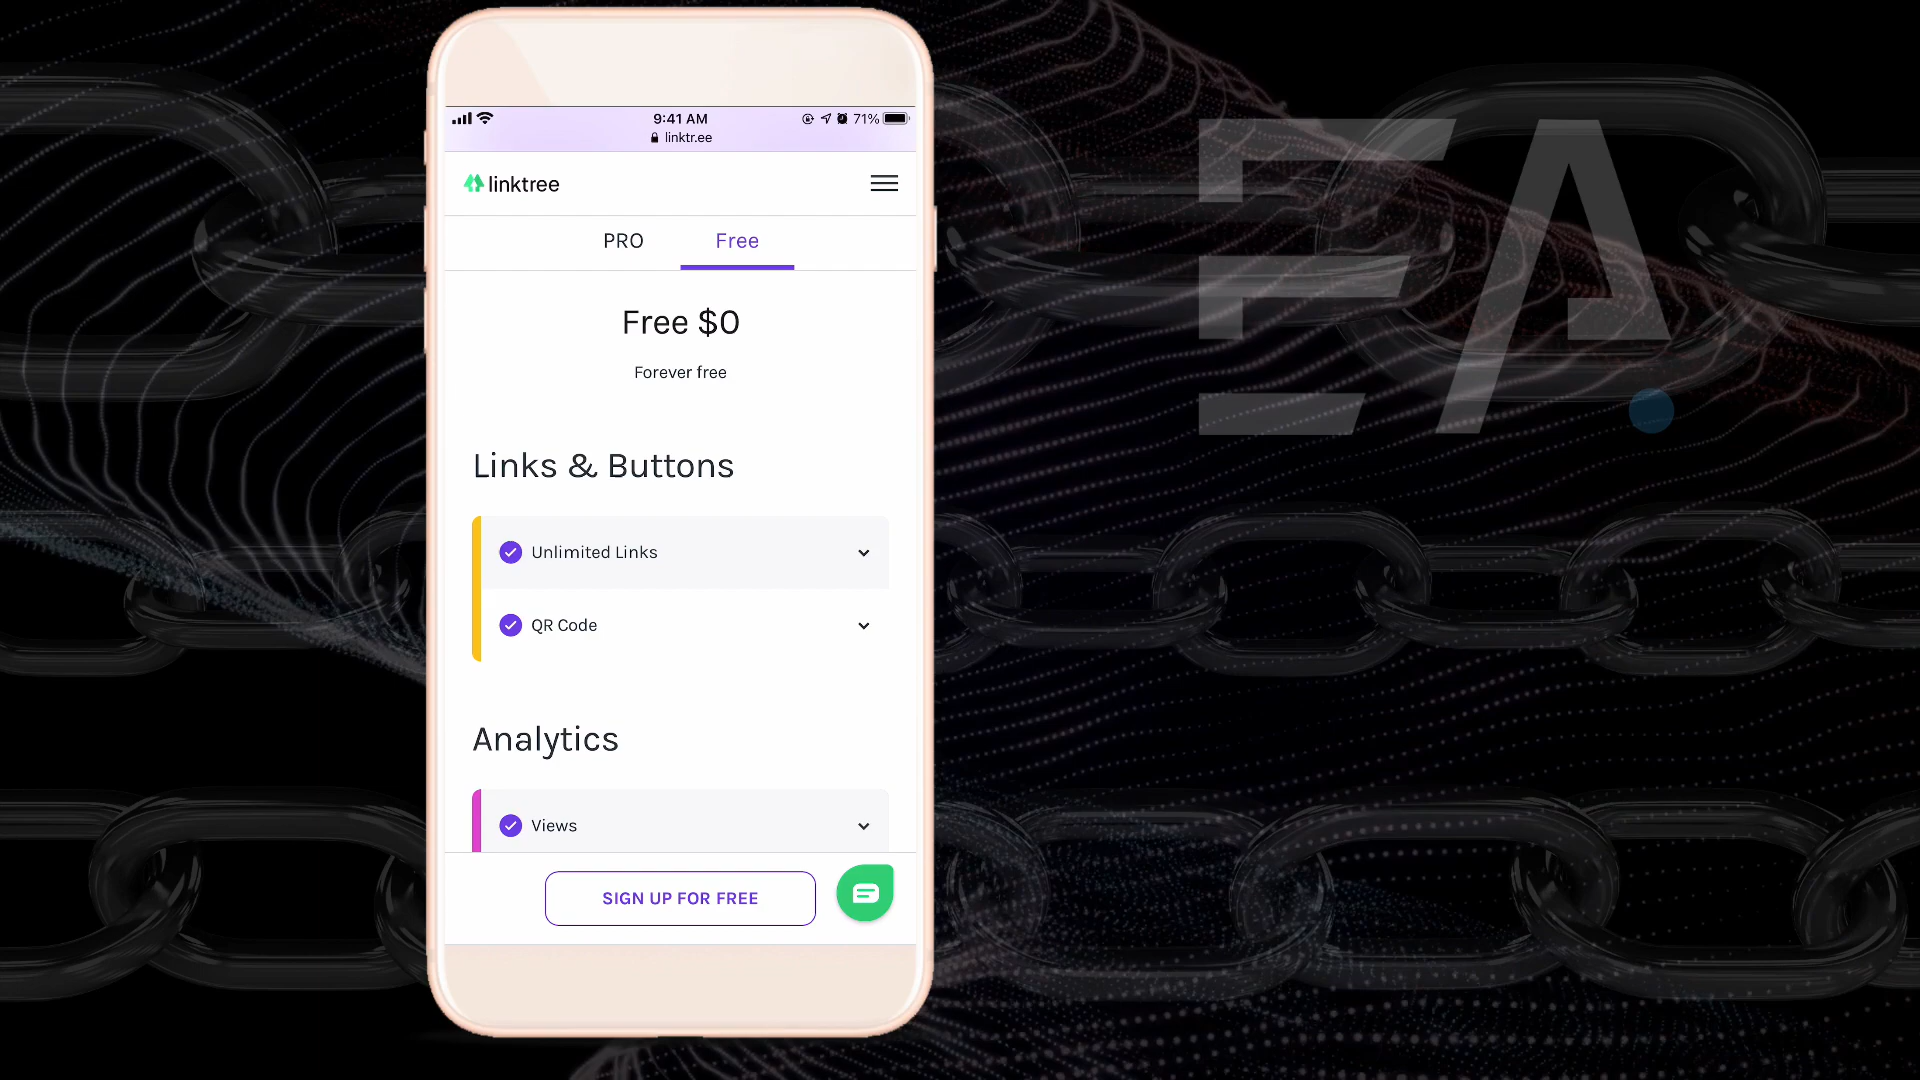 9:41 AM
71%
linktr.ee
linktree
PRO
Free
Free $0
Forever free
Links & Buttons
Unlimited Links
QR Code
Analytics
Views
SIGN UP FOR FREE
EA.